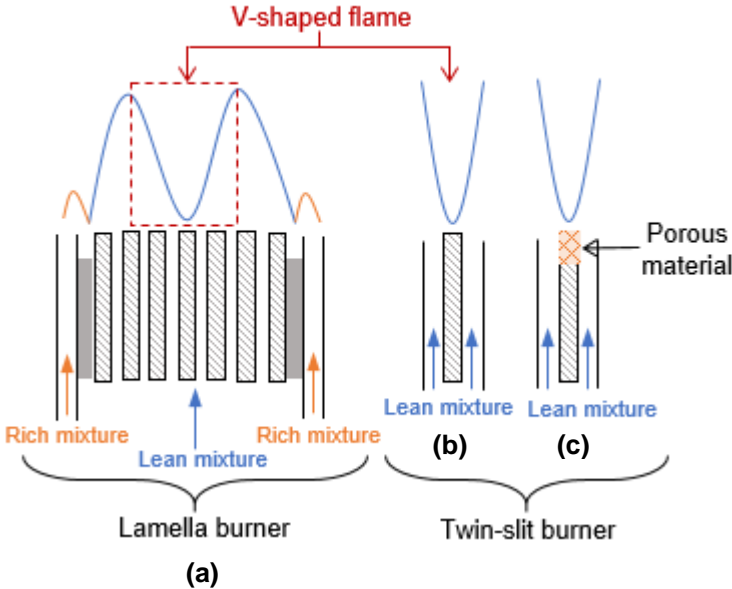 V-shaped flame
Porous
material
Rich mixture
Lean mixture
Rich mixture
Lean mixture
Lean mixture
(b)
(c)
Lamella burner
Twin-slit burner
(a)